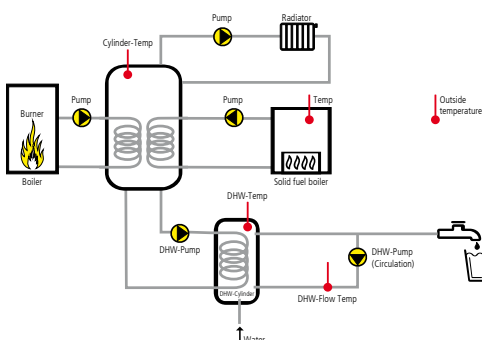 Pump
Radiator
Cylinder-Temp
Pump
Pump
Temp
Outside
temperature
Burner
Boiler
Solid fuel boiler
DHW-Temp
DHW-Pump
DHW-Pump
(Circulation)
DHW-Cylinder
DHW-Flow Temp
Water